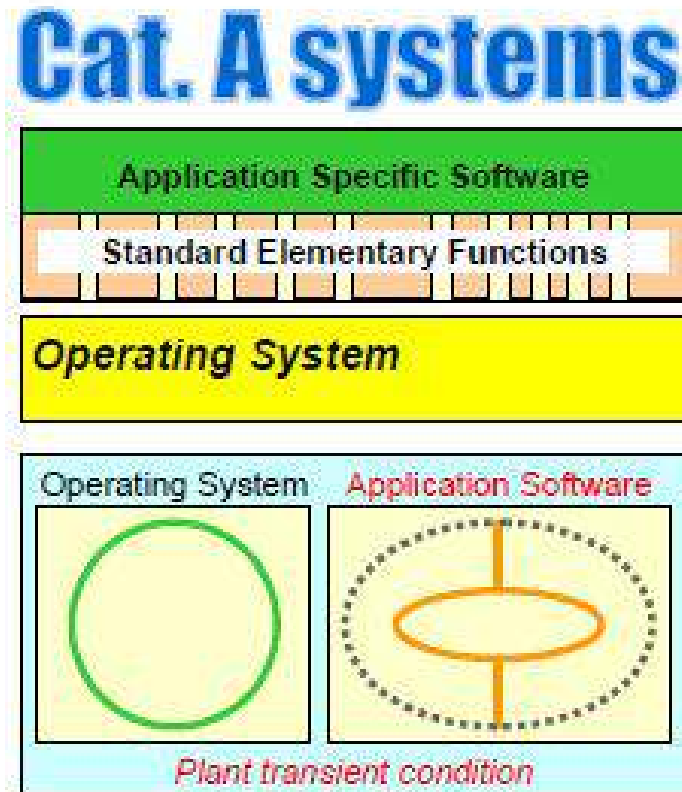 Cat. A systems
Application Specific Software
Standard Elementary Functions
Operating System
Operating System Application Software
Plant transient condition